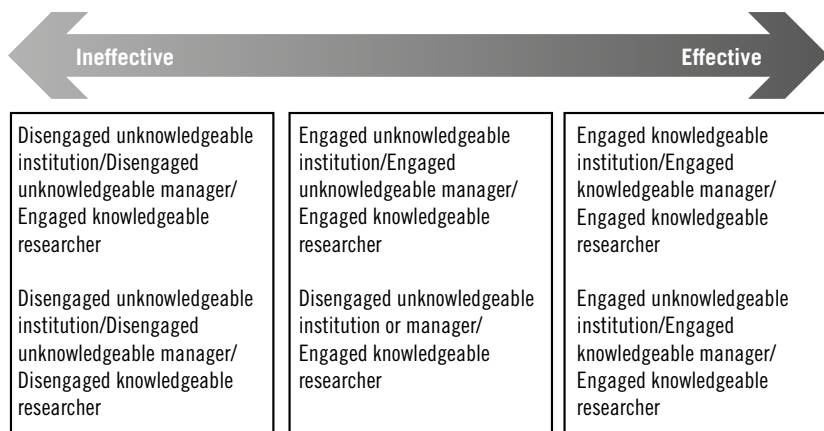 Ineffective
Effective
Disengaged unknowledgeable
institution/Disengaged
unknowledgeable manager/
Engaged knowledgeable
researcher
Disengaged unknowledgeable
institution/Disengaged
unknowledgeable manager/
Disengaged knowledgeable
researcher
Engaged unknowledgeable
institution/Engaged
unknowledgeable manager/
Engaged knowledgeable
researcher
Disengaged unknowledgeable
institution or manager/
Engaged knowledgeable
researcher
Engaged knowledgeable
institution/Engaged
knowledgeable manager/
Engaged knowledgeable
researcher
Engaged unknowledgeable
institution/Engaged
knowledgeable manager/
Engaged knowledgeable
researcher